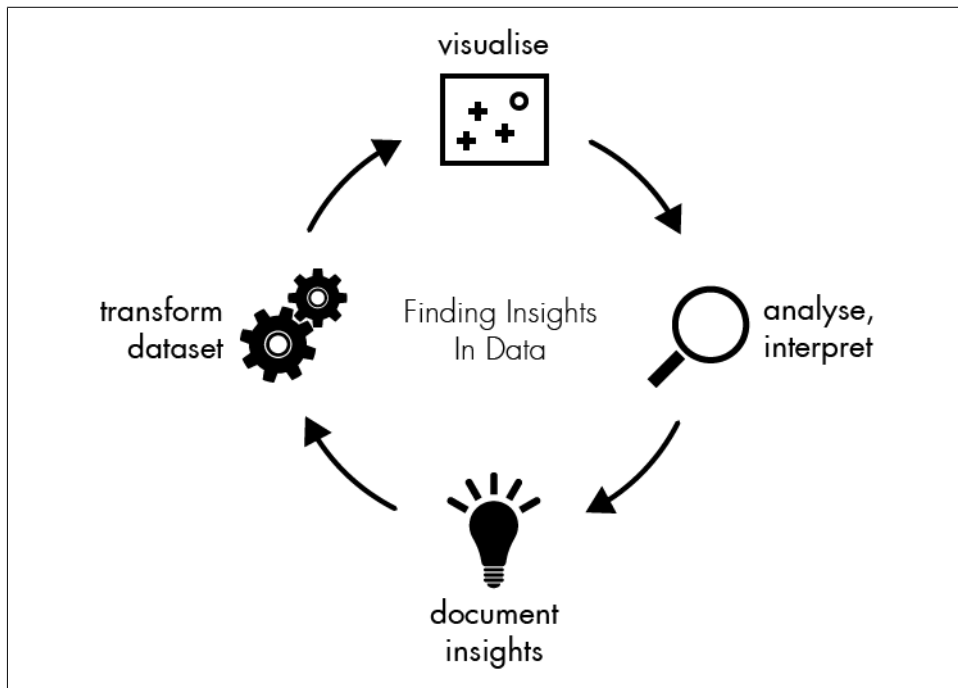 visualise
transform
dataset
Finding Insights
In Data
analyse,
interpret
document
insights